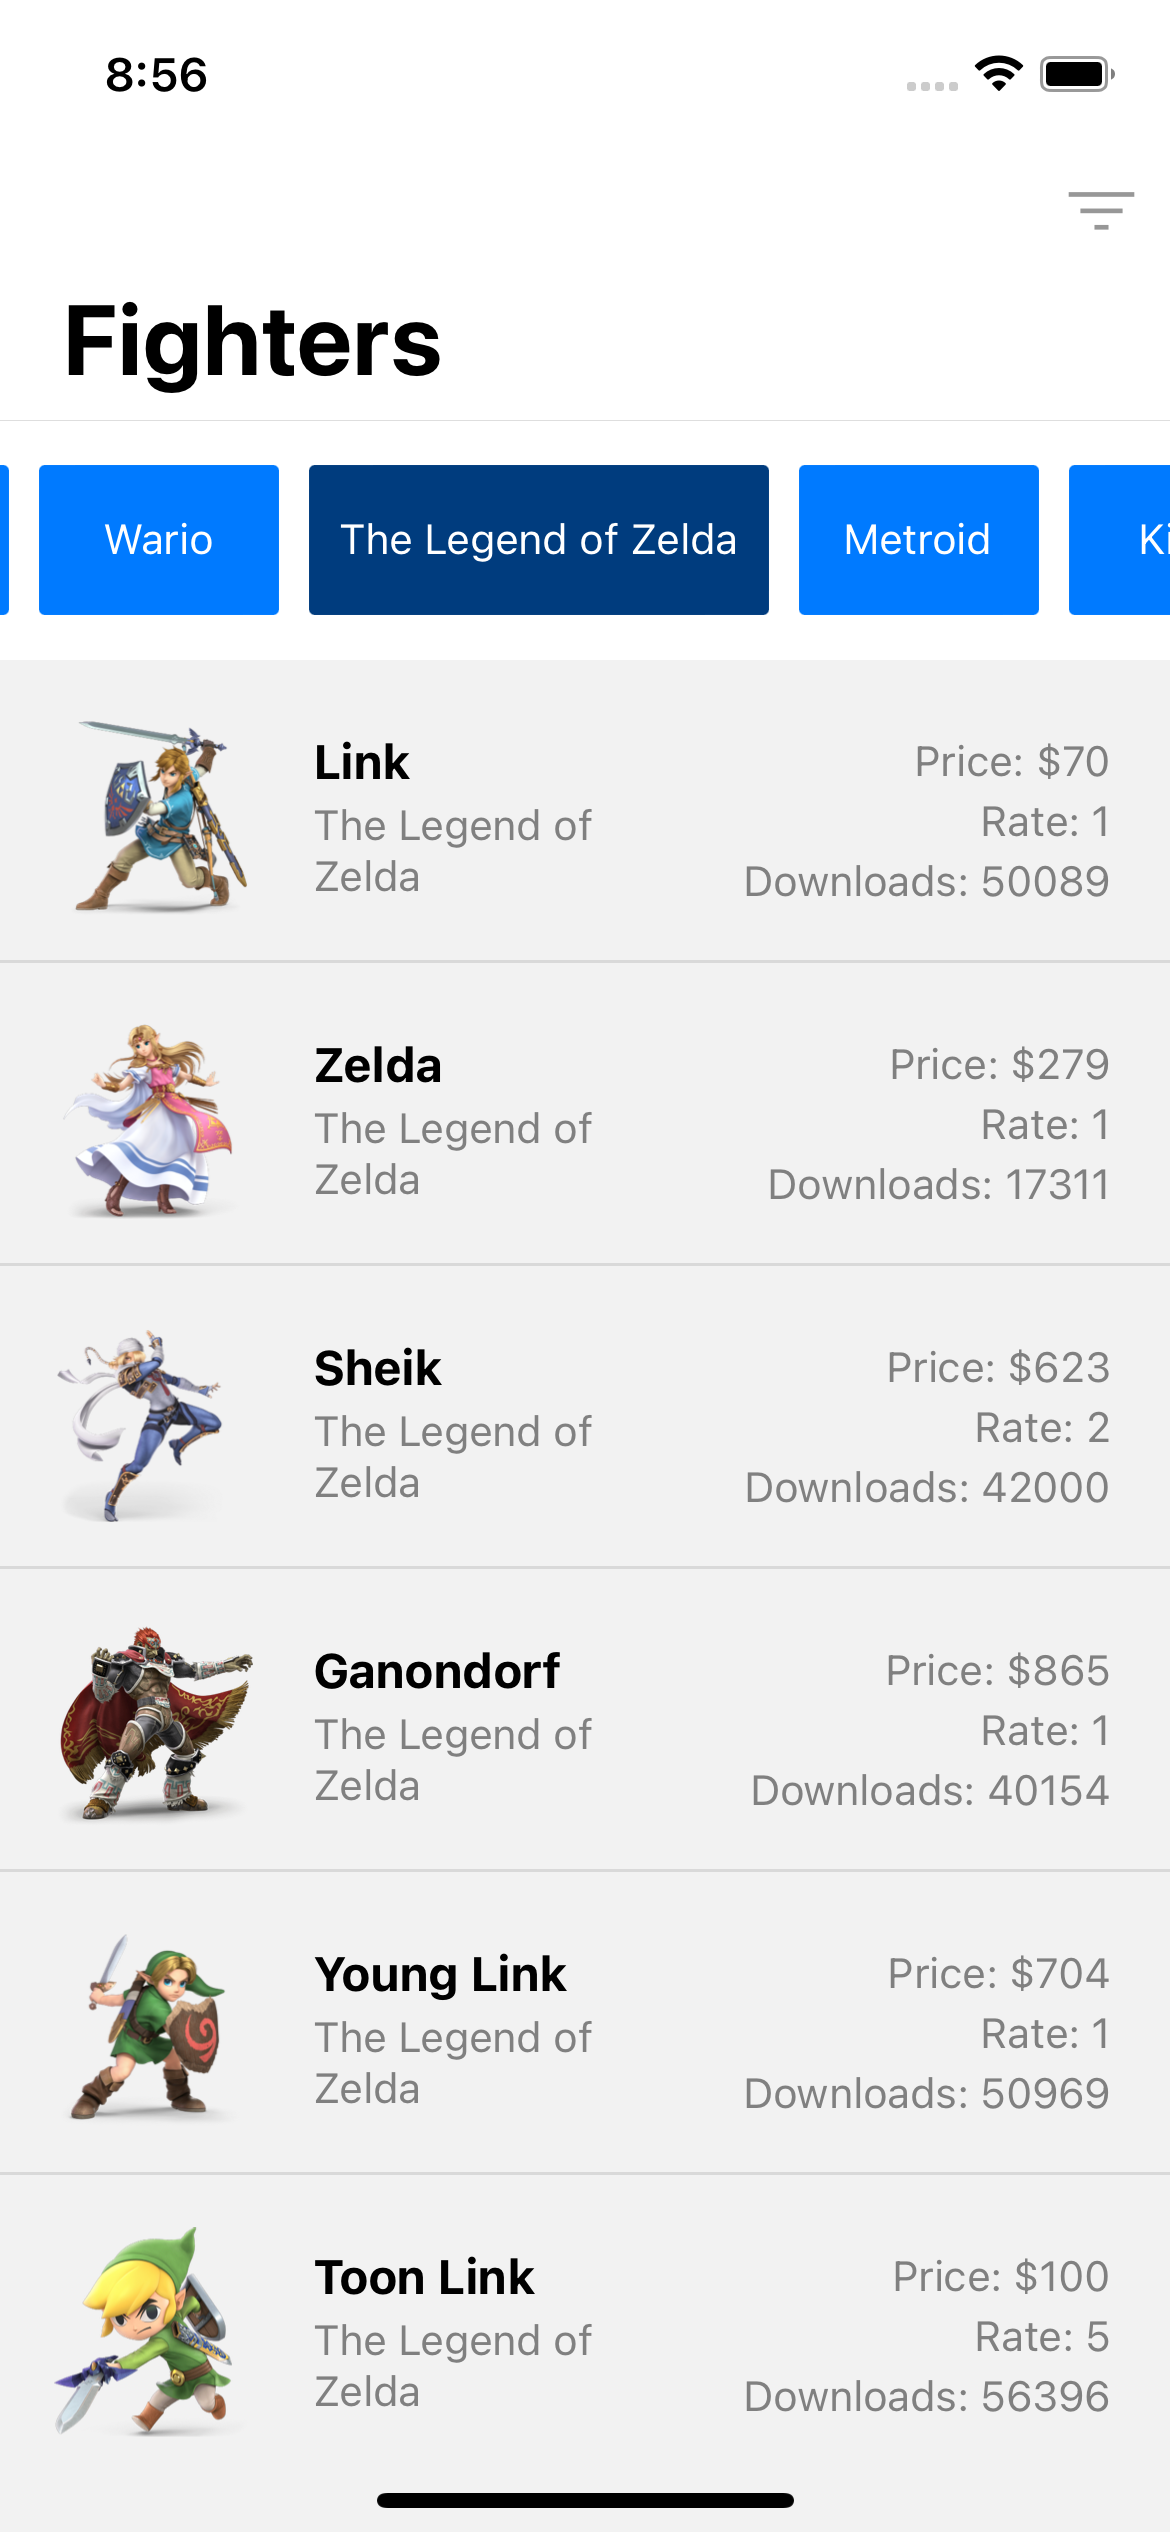 8:56
Fighters
Wario
The Legend of Zelda
Metroid
Ki
Link
The Legend of
Zelda
Price: $70
Rate: 1
Downloads: 50089
Zelda
The Legend of
Zelda
Price: $279
Rate: 1
Downloads: 17311
Sheik
The Legend of
Zelda
Price: $623
Rate: 2
Downloads: 42000
Ganondorf
The Legend of
Zelda
Price: $865
Rate: 1
Downloads: 40154
Young Link
The Legend of
Zelda
Price: $704
Rate: 1
Downloads: 50969
Toon Link
The Legend of
Zelda
Price: $100
Rate: 5
Downloads: 56396